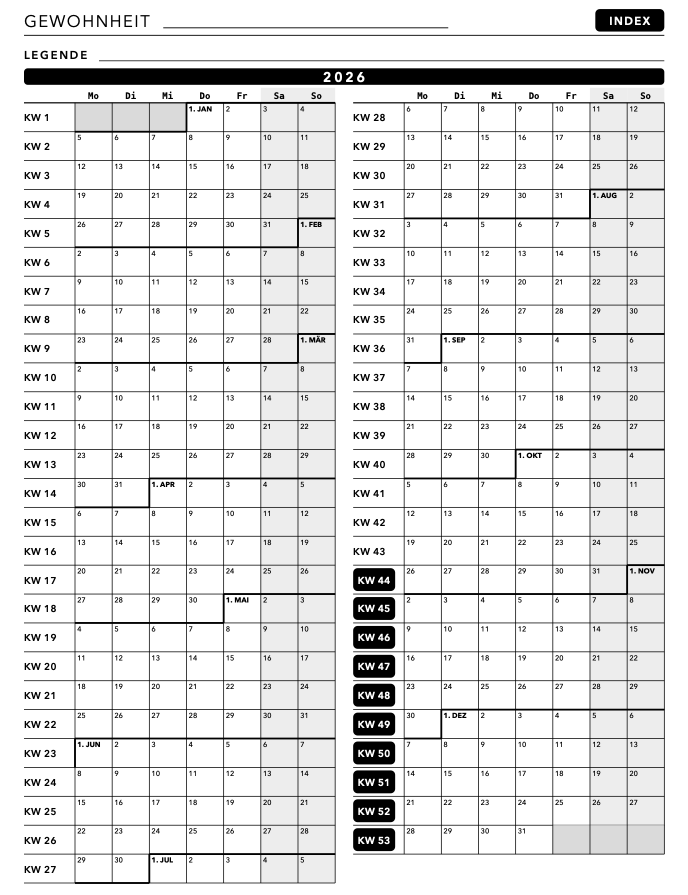 GEWOHNHEIT
INDEX
LEGENDE
2026
Mo Di Mi Do Fr Sa So
KW 1 1. JAN 2 3 4
KW 2 5 6 7 8 9 10 11
KW 3 12 13 14 15 16 17 18
KW 4 19 20 21 22 23 24 25
KW 5 26 27 28 29 30 31 1. FEB
KW 6 2 3 4 5 6 7 8
KW 7 9 10 11 12 13 14 15
KW 8 16 17 18 19 20 21 22
KW 9 23 24 25 26 27 28 1. MÄR
KW 10 2 3 4 5 6 7 8
KW 11 9 10 11 12 13 14 15
KW 12 16 17 18 19 20 21 22
KW 13 23 24 25 26 27 28 29
KW 14 30 31 1. APR 2 3 4 5
KW 15 6 7 8 9 10 11 12
KW 16 13 14 15 16 17 18 19
KW 17 20 21 22 23 24 25 26
KW 18 27 28 29 30 1. MAI 2 3
KW 19 4 5 6 7 8 9 10
KW 20 11 12 13 14 15 16 17
KW 21 18 19 20 21 22 23 24
KW 22 25 26 27 28 29 30 31
KW 23 1. JUN 2 3 4 5 6 7
KW 24 8 9 10 11 12 13 14
KW 25 15 16 17 18 19 20 21
KW 26 22 23 24 25 26 27 28
KW 27 29 30 1. JUL 2 3 4 5
Mo Di Mi Do Fr Sa So
KW 28 6 7 8 9 10 11 12
KW 29 13 14 15 16 17 18 19
KW 30 20 21 22 23 24 25 26
KW 31 27 28 29 30 31 1. AUG 2
KW 32 3 4 5 6 7 8 9
KW 33 10 11 12 13 14 15 16
KW 34 17 18 19 20 21 22 23
KW 35 24 25 26 27 28 29 30
KW 36 31 1. SEP 2 3 4 5 6
KW 37 7 8 9 10 11 12 13
KW 38 14 15 16 17 18 19 20
KW 39 21 22 23 24 25 26 27
KW 40 28 29 30 1. OKT 2 3 4
KW 41 5 6 7 8 9 10 11
KW 42 12 13 14 15 16 17 18
KW 43 19 20 21 22 23 24 25
KW 44 26 27 28 29 30 31 1. NOV
KW 45 2 3 4 5 6 7 8
KW 46 9 10 11 12 13 14 15
KW 47 16 17 18 19 20 21 22
KW 48 23 24 25 26 27 28 29
KW 49 30 1. DEZ 2 3 4 5 6
KW 50 7 8 9 10 11 12 13
KW 51 14 15 16 17 18 19 20
KW 52 21 22 23 24 25 26 27
KW 53 28 29 30 31